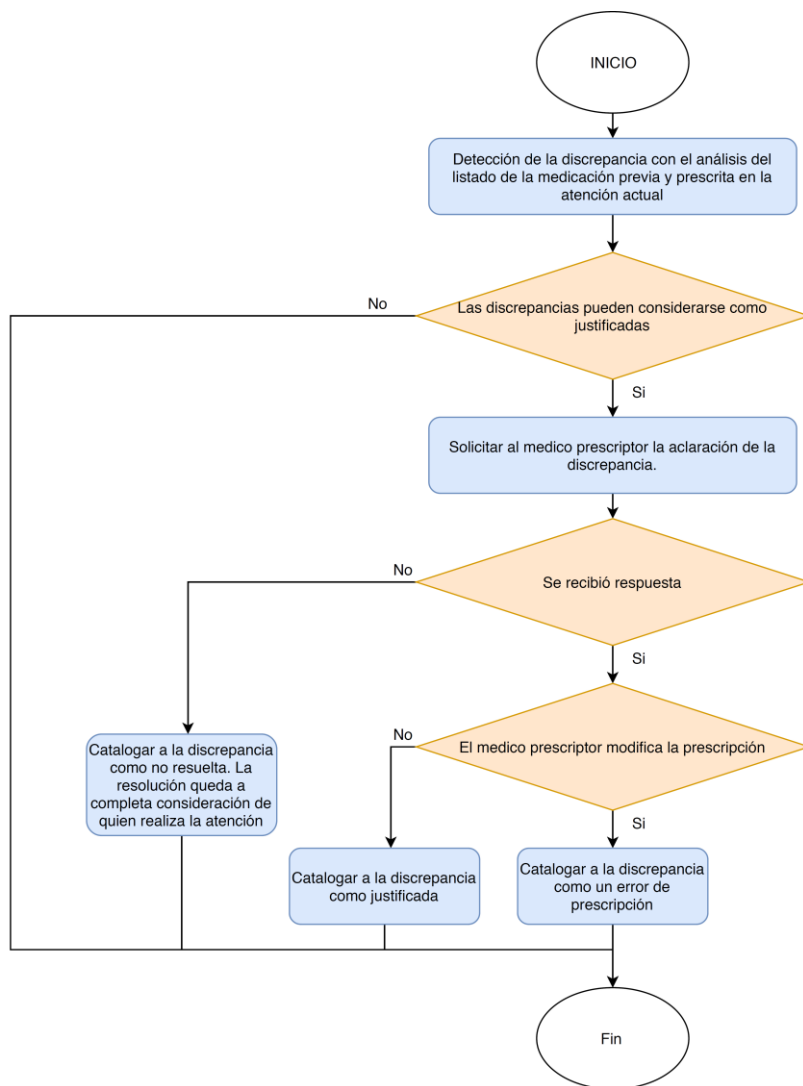 INICIO
Detección de la discrepancia con el análisis del
listado de la medicación previa y prescrita en la
atención actual
No
Las discrepancias pueden considerarse como
justificadas
Si
Solicitar al medico prescriptor la aclaración de la
discrepancia.
No
Se recibió respuesta
Si
No
El medico prescriptor modifica la prescripción
Catalogar a la discrepancia
como no resuelta. La
resolución queda a
completa consideración de
quien realiza la atención
Si
Catalogar a la discrepancia
como justificada
Catalogar a la discrepancia
como un error de
prescripción
Fin